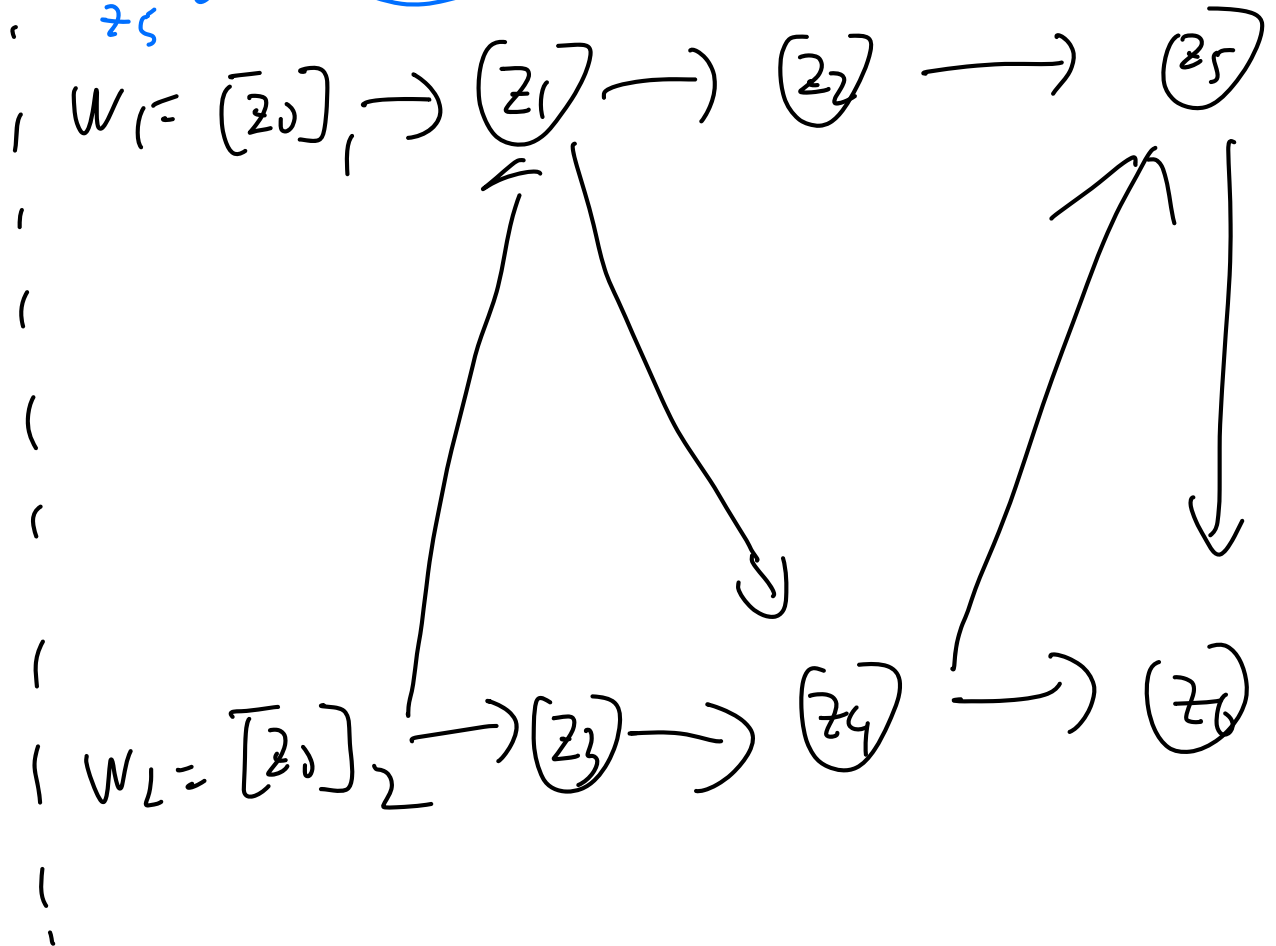 z5
W1 = [z0]1 → z1 → z2 → z5
W2 = [z0]2 → z3 → z4 → z6